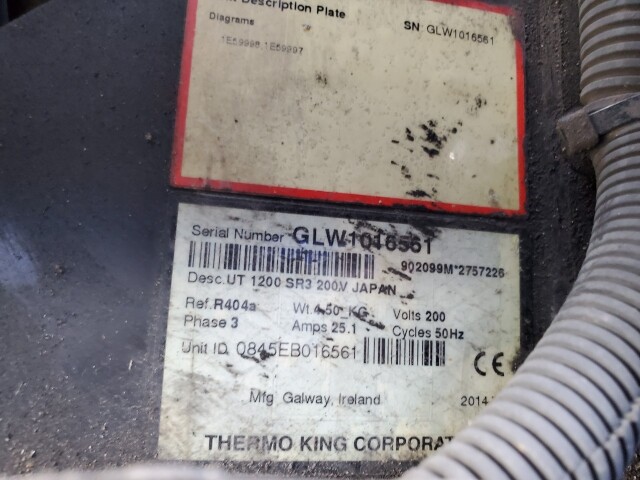 Description Plate
SN: GLW1016561
Diagrams
1E59998,1E59997
Serial Number GLW1016561
902099M*2757226
Desc.UT 1200 SR3 200V JAPAN
Ref.R404a Wt.4.50 KG Volts 200
Phase 3 Amps 25.1 Cycles 50Hz
Unit ID 0845EB016561
CE
Mfg Galway, Ireland 2014
THERMO KING